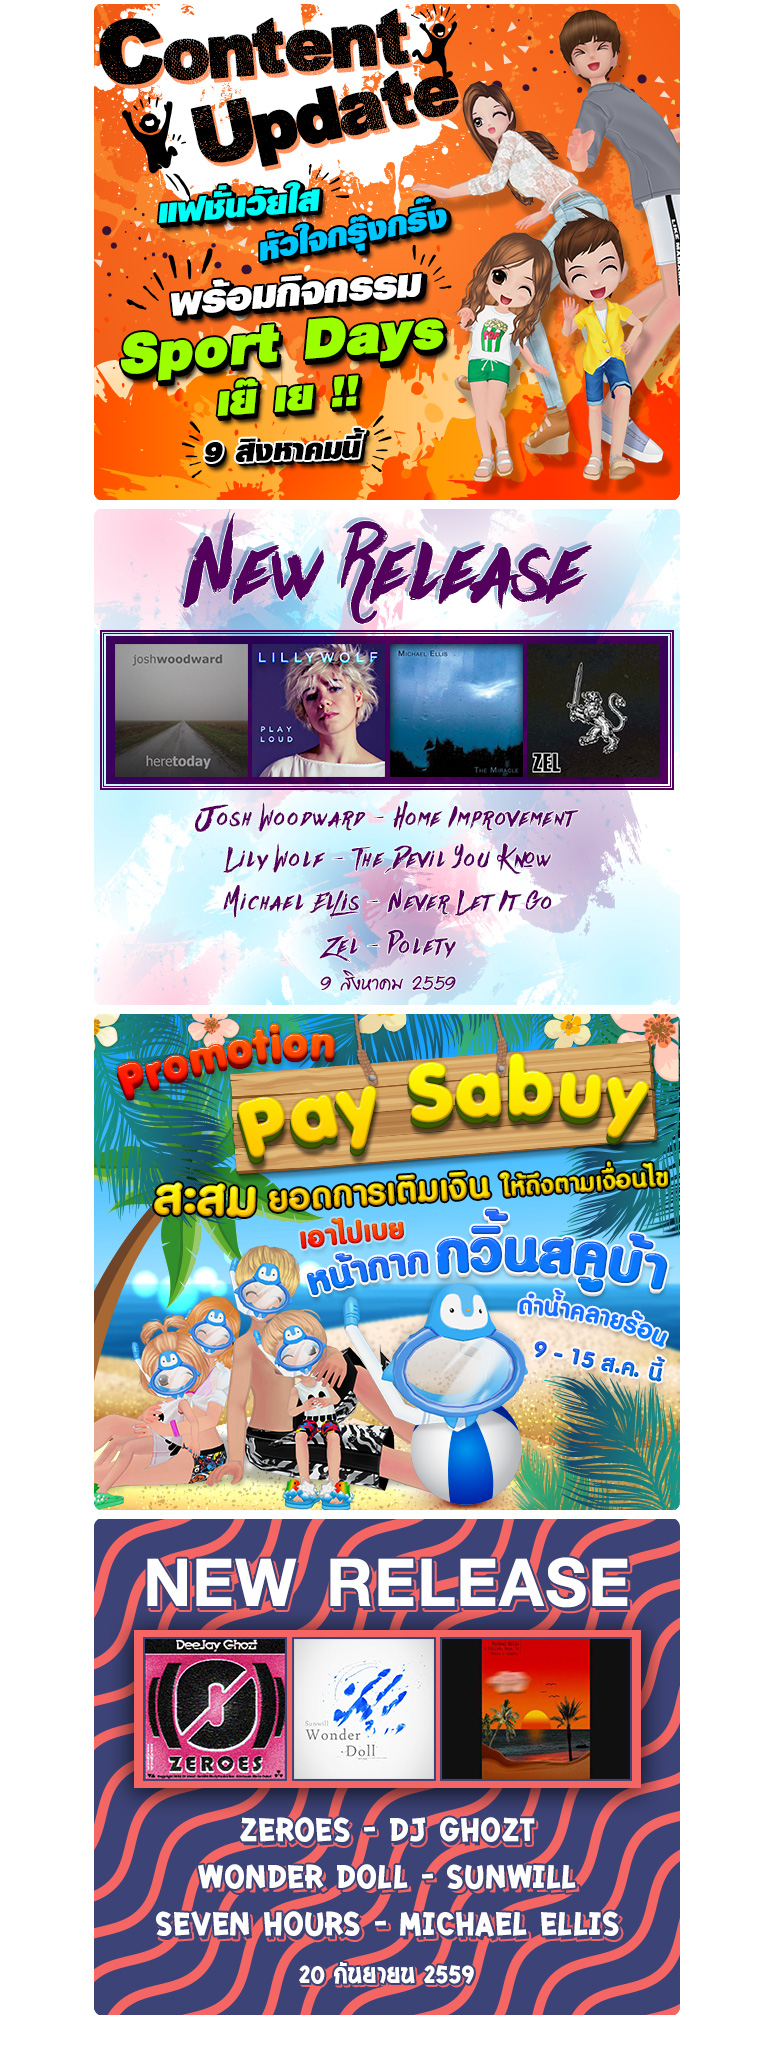 Content
Update
แฟชั่นวัยใส
หัวใจกรุ๊งกริ๊ง
พร้อมกิจกรรม
Sport Days
เย๊ เย !!
9 สิงหาคมนี้
New Release
joshwoodward
heretoday
LILLYWOLF
PLAY
LOUD
Michael Ellis
The Miracle
ZEL
Josh Woodward - Home Improvement
Lily Wolf - The Devil You Know
Michael Ellis - Never Let It Go
Zel - Polety
9 สิงหาคม 2559
Promotion
Pay Sabuy
สะสม ยอดการเติมเงิน ให้ถึงตามเงื่อนไข
เอาไปเบย
หน้ากาก กวิ้นสคูบ้า
ดำน้ำคลายร้อน
9 - 15 ส.ค. นี้
NEW RELEASE
DeeJay Ghozt
ZEROES
Sunwill
Wonder
·Doll
ZEROES - DJ GHOZT
WONDER DOLL - SUNWILL
SEVEN HOURS - MICHAEL ELLIS
20 กันยายน 2559